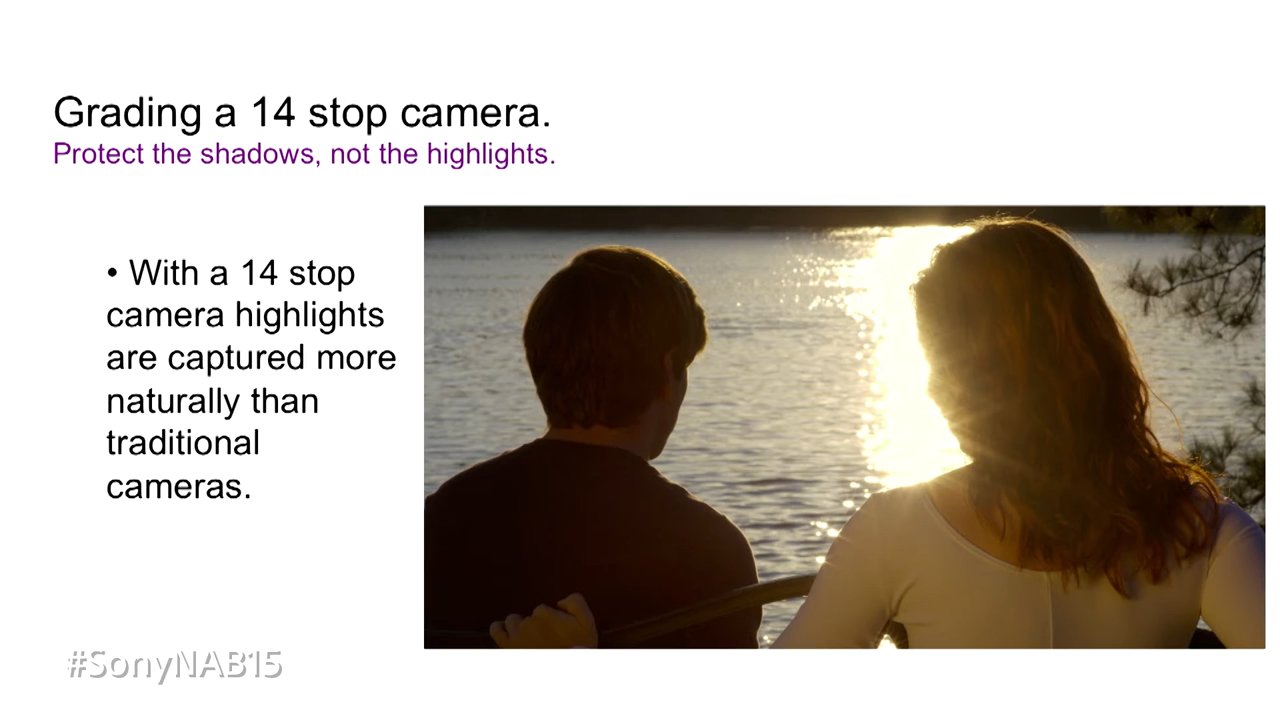 Grading a 14 stop camera.
Protect the shadows, not the highlights.
• With a 14 stop
camera highlights
are captured more
naturally than
traditional
cameras.
#SonyNAB15